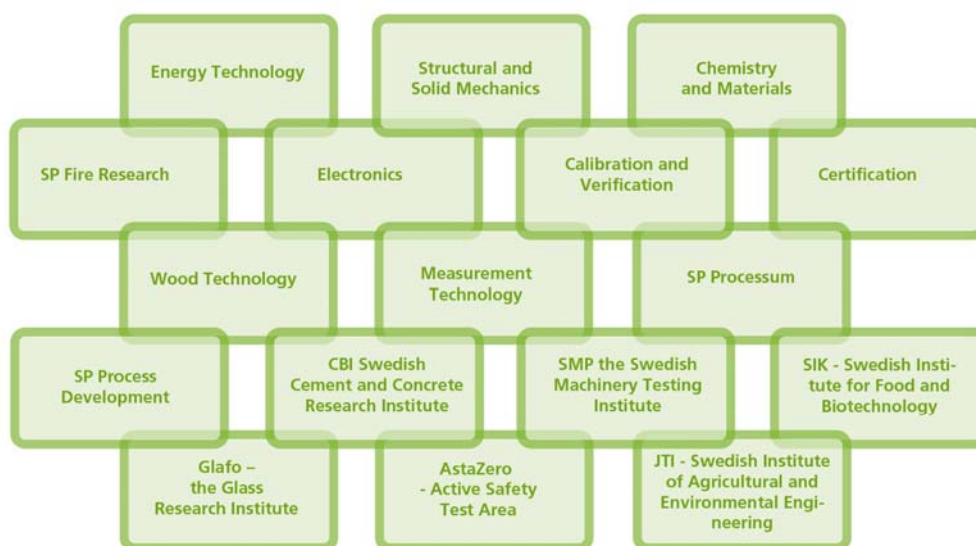 Energy Technology
Structural and
Solid Mechanics
Chemistry
and Materials
SP Fire Research
Electronics
Calibration and
Verification
Certification
Wood Technology
Measurement
Technology
SP Processum
SP Process
Development
CBI Swedish
Cement and Concrete
Research Institute
SMP the Swedish
Machinery Testing
Institute
SIK - Swedish Insti-
tute for Food and
Biotechnology
Glafo –
the Glass
Research Institute
AstaZero
- Active Safety
Test Area
JTI - Swedish Institute
of Agricultural and
Environmental Engi-
neering